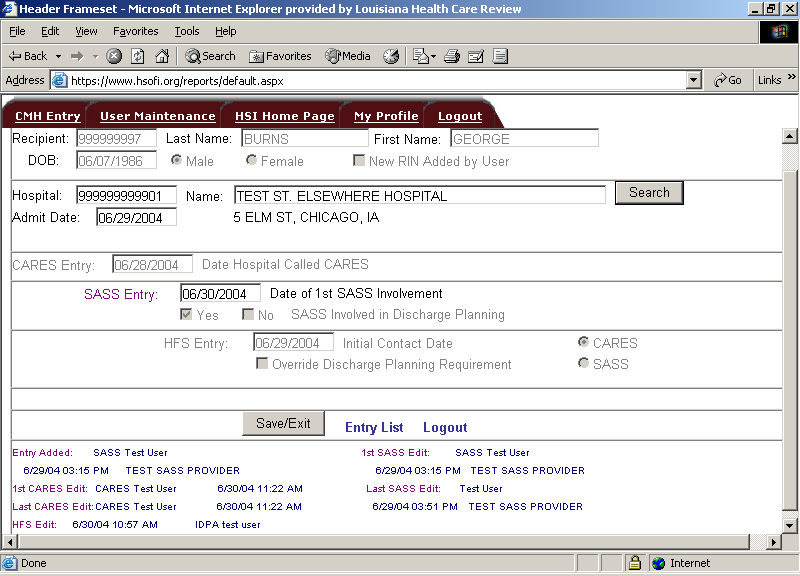 Header Frameset - Microsoft Internet Explorer provided by Louisiana Health Care Review
File Edit View Favorites Tools Help
Back Search Favorites Media
Address https://www.hsofi.org/reports/default.aspx Go Links »
CMH Entry User Maintenance HSI Home Page My Profile Logout
Recipient: 999999997 Last Name: BURNS First Name: GEORGE
DOB: 06/07/1986 Male Female New RIN Added by User
Hospital: 999999999901 Name: TEST ST. ELSEWHERE HOSPITAL Search
Admit Date: 06/29/2004 5 ELM ST, CHICAGO, IA
CARES Entry: 06/28/2004 Date Hospital Called CARES
SASS Entry: 06/30/2004 Date of 1st SASS Involvement
Yes No SASS Involved in Discharge Planning
HFS Entry: 06/29/2004 Initial Contact Date CARES
Override Discharge Planning Requirement SASS
Save/Exit Entry List Logout
Entry Added: SASS Test User 1st SASS Edit: SASS Test User
6/29/04 03:15 PM TEST SASS PROVIDER 6/29/04 03:15 PM TEST SASS PROVIDER
1st CARES Edit: CARES Test User 6/30/04 11:22 AM Last SASS Edit: Test User
Last CARES Edit: CARES Test User 6/30/04 11:22 AM 6/29/04 03:51 PM TEST SASS PROVIDER
HFS Edit: 6/30/04 10:57 AM IDPA test user
Done Internet